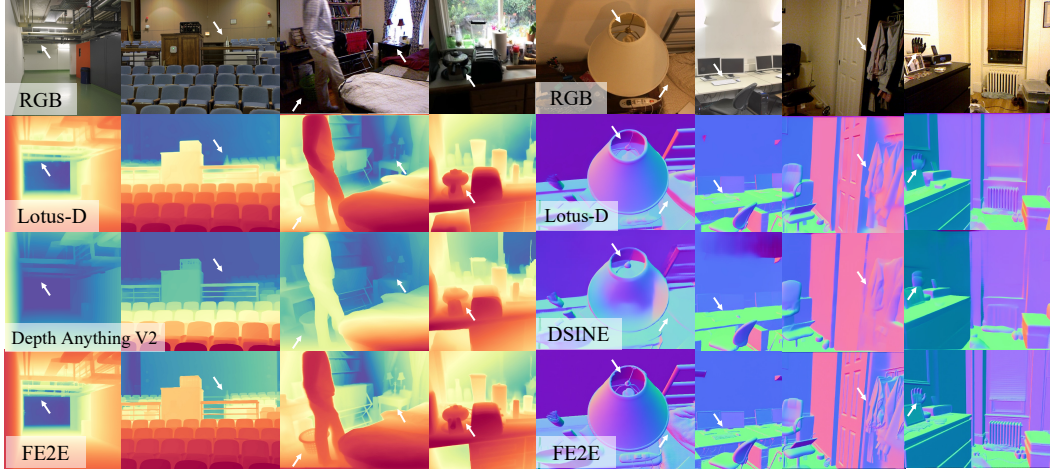 RGB
RGB
Lotus-D
Lotus-D
Depth Anything V2
DSINE
FE2E
FE2E